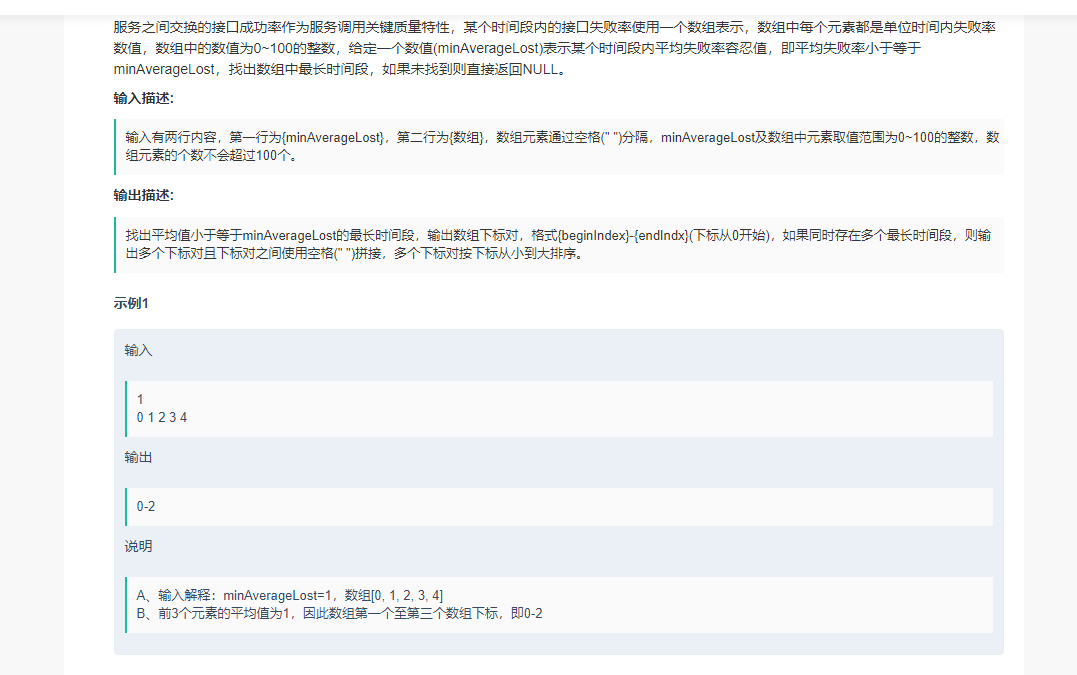 服务之间交换的接口成功率作为服务调用关键质量特性，某个时间段内的接口失败率使用一个数组表示，数组中每个元素都是单位时间内失败率
数值，数组中的数值为0~100的整数，给定一个数值(minAverageLost)表示某个时间段内平均失败率容忍值，即平均失败率小于等于
minAverageLost，找出数组中最长时间段，如果未找到则直接返回NULL。
输入描述:
输入有两行内容，第一行为{minAverageLost}，第二行为{数组}，数组元素通过空格(" ")分隔，minAverageLost及数组中元素取值范围为0~100的整数，数
组元素的个数不会超过100个。
输出描述:
找出平均值小于等于minAverageLost的最长时间段，输出数组下标对，格式{beginIndex}-{endIndx}(下标从0开始)，如果同时存在多个最长时间段，则输
出多个下标对且下标对之间使用空格(" ")拼接，多个下标对按下标从小到大排序。
示例1
输入
1
0 1 2 3 4
输出
0-2
说明
A、输入解释：minAverageLost=1，数组[0, 1, 2, 3, 4]
B、前3个元素的平均值为1，因此数组第一个至第三个数组下标，即0-2